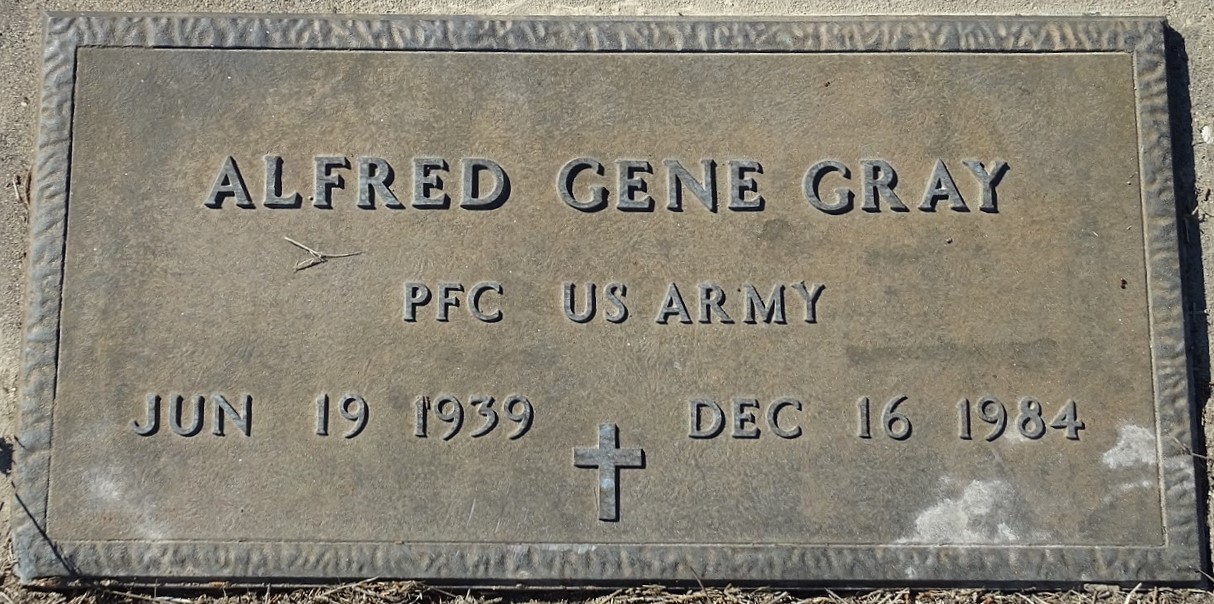 ALFRED GENE GRAY
PFC US ARMY
JUN 19 1939 DEC 16 1984